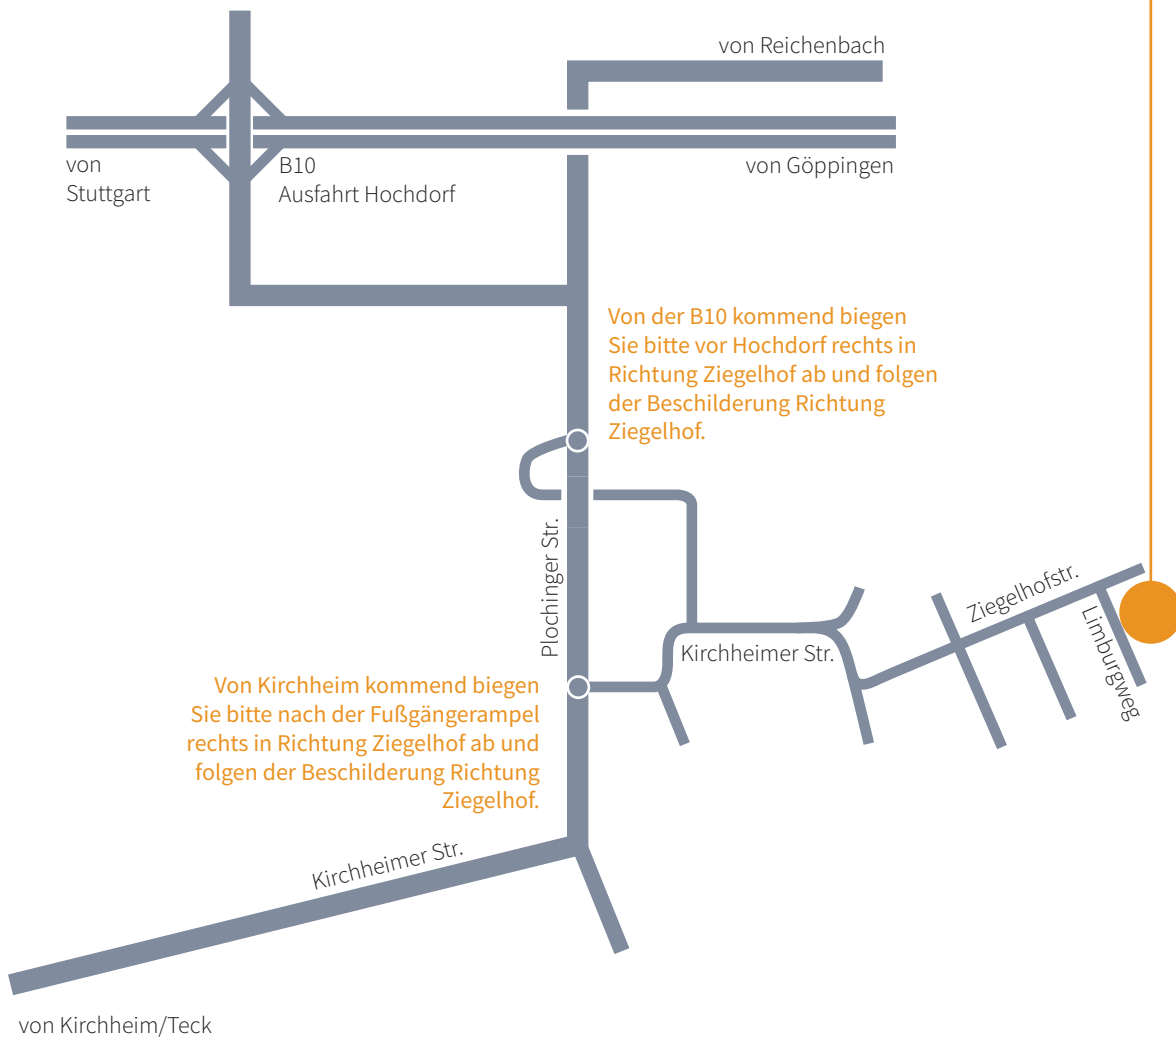 von Reichenbach
von
Stuttgart
B10
Ausfahrt Hochdorf
von Göppingen
Von der B10 kommend biegen
Sie bitte vor Hochdorf rechts in
Richtung Ziegelhof ab und folgen
der Beschilderung Richtung
Ziegelhof.
Plochinger Str.
Ziegelhofstr.
Limburgweg
Kirchheimer Str.
Von Kirchheim kommend biegen
Sie bitte nach der Fußgängerampel
rechts in Richtung Ziegelhof ab und
folgen der Beschilderung Richtung
Ziegelhof.
Kirchheimer Str.
von Kirchheim/Teck